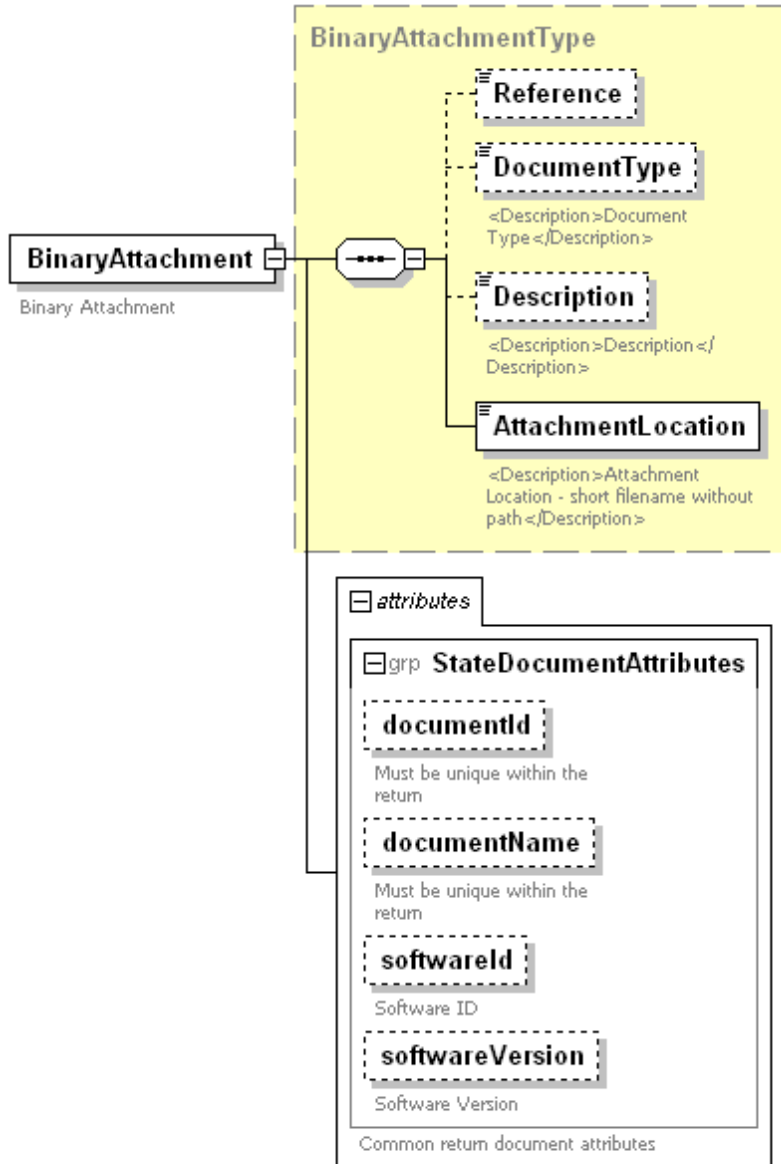 BinaryAttachmentType
Reference
DocumentType
<Description>Document
Type</Description>
BinaryAttachment
Binary Attachment
Description
<Description>Description</
Description>
AttachmentLocation
<Description>Attachment
Location - short filename without
path</Description>
attributes
grp StateDocumentAttributes
documentId
Must be unique within the
return
documentName
Must be unique within the
return
softwareId
Software ID
softwareVersion
Software Version
Common return document attributes